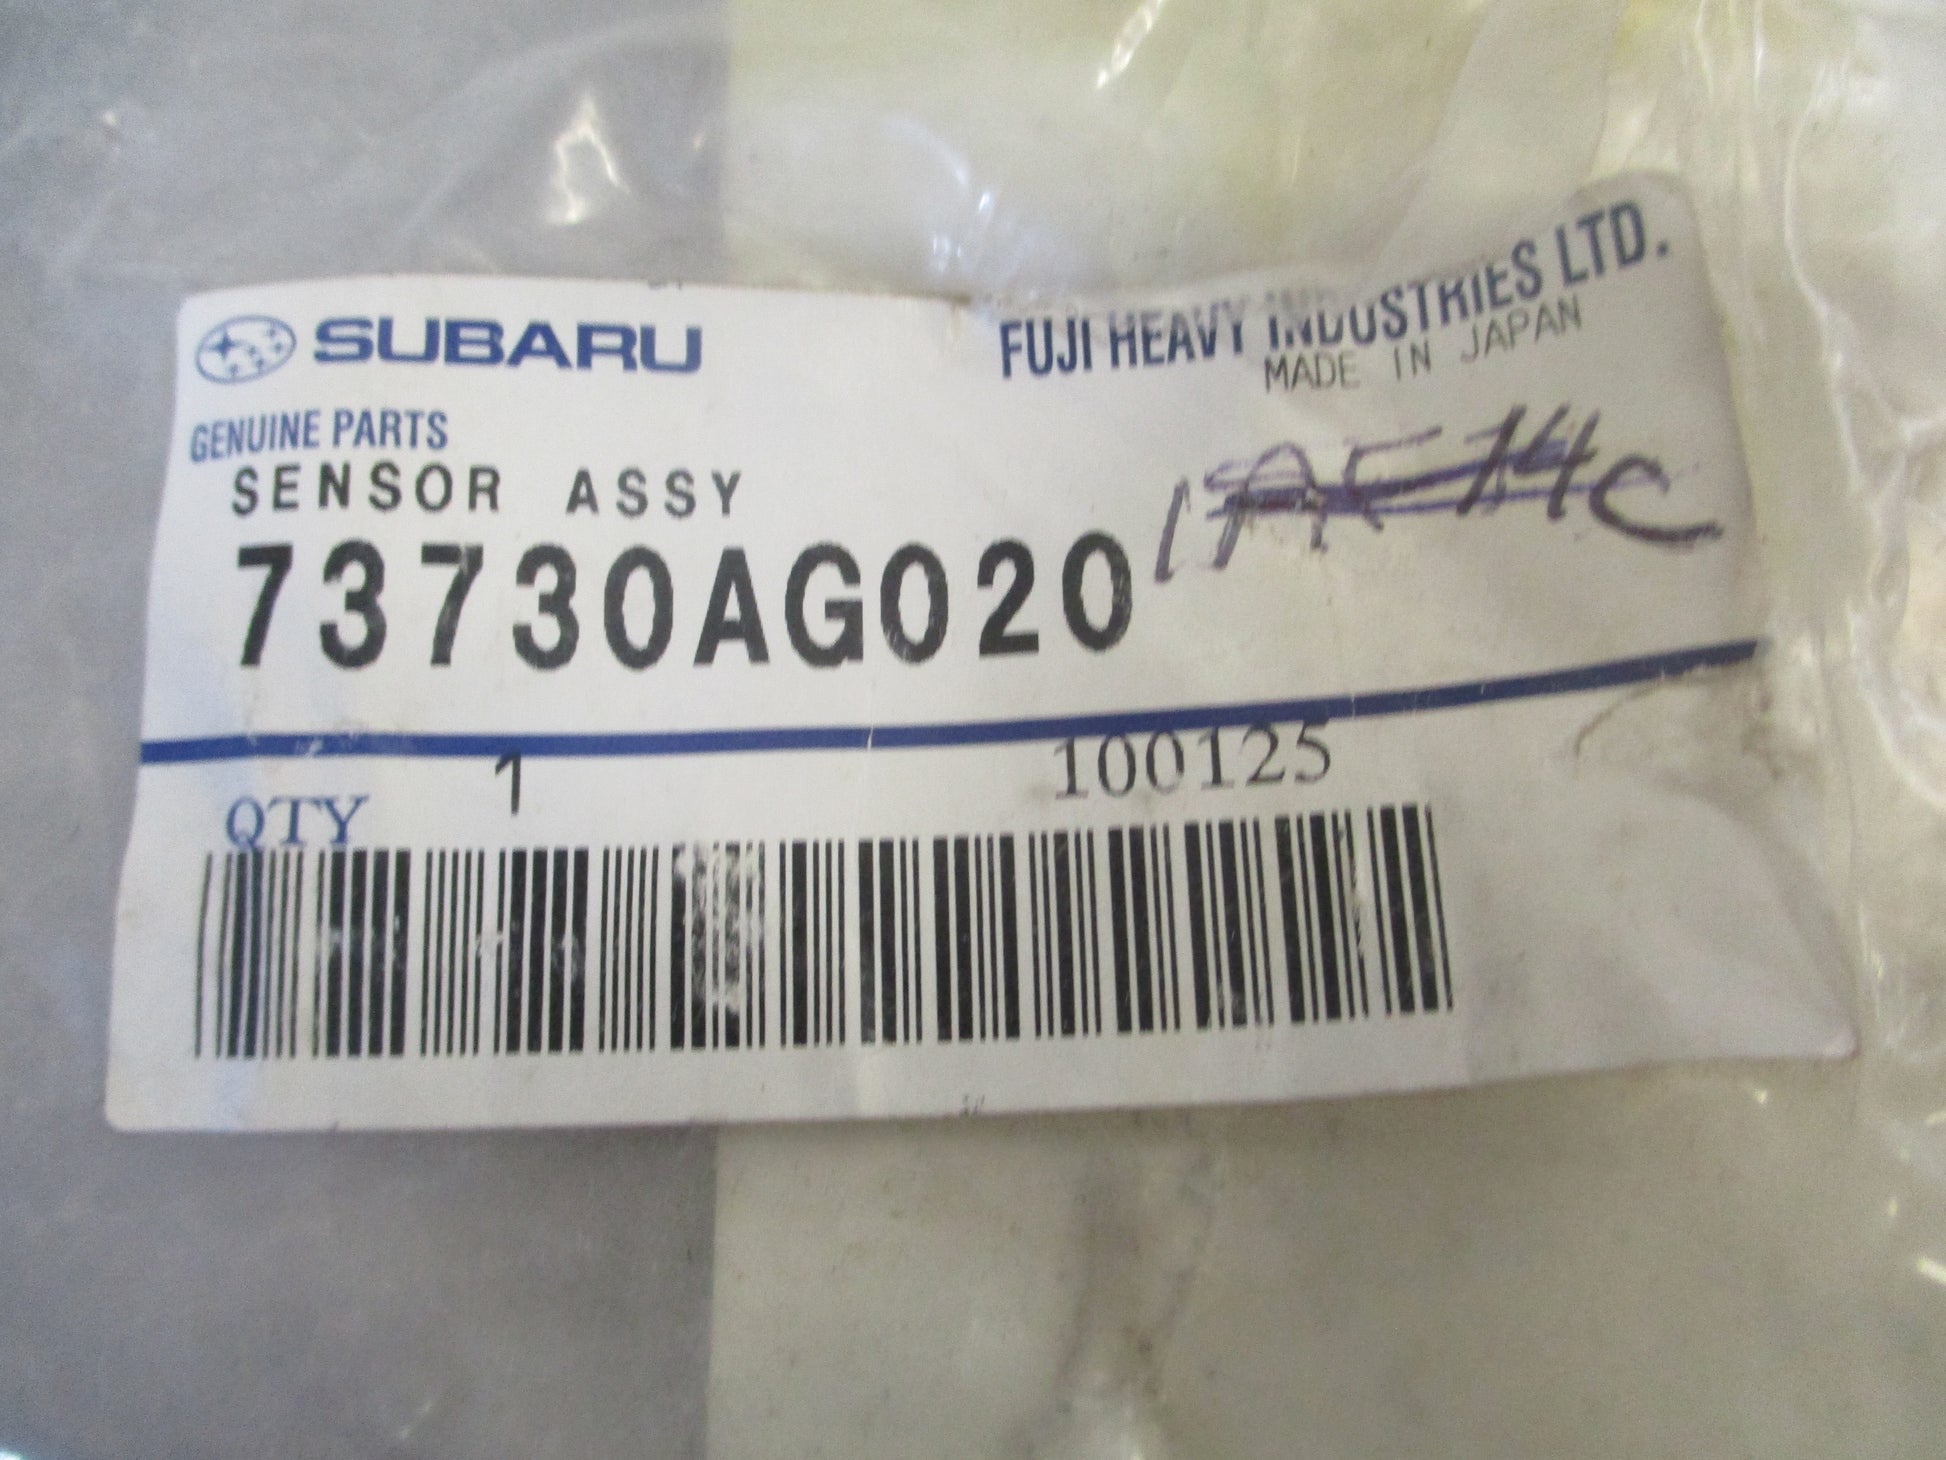 SUBARU
FUJI HEAVY INDUSTRIES LTD.
MADE IN JAPAN
GENUINE PARTS
SENSOR ASSY
73730AG020
1
100125
QTY